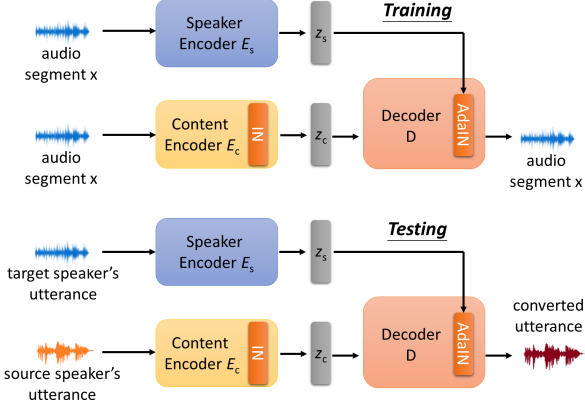 Training
Speaker
Encoder Es
zs
audio
segment x
Content
Encoder Ec
IN
zc
Decoder
D
AdaIN
audio
segment x
audio
segment x
Testing
Speaker
Encoder Es
zs
target speaker's
utterance
Content
Encoder Ec
IN
zc
Decoder
D
AdaIN
converted
utterance
source speaker's
utterance